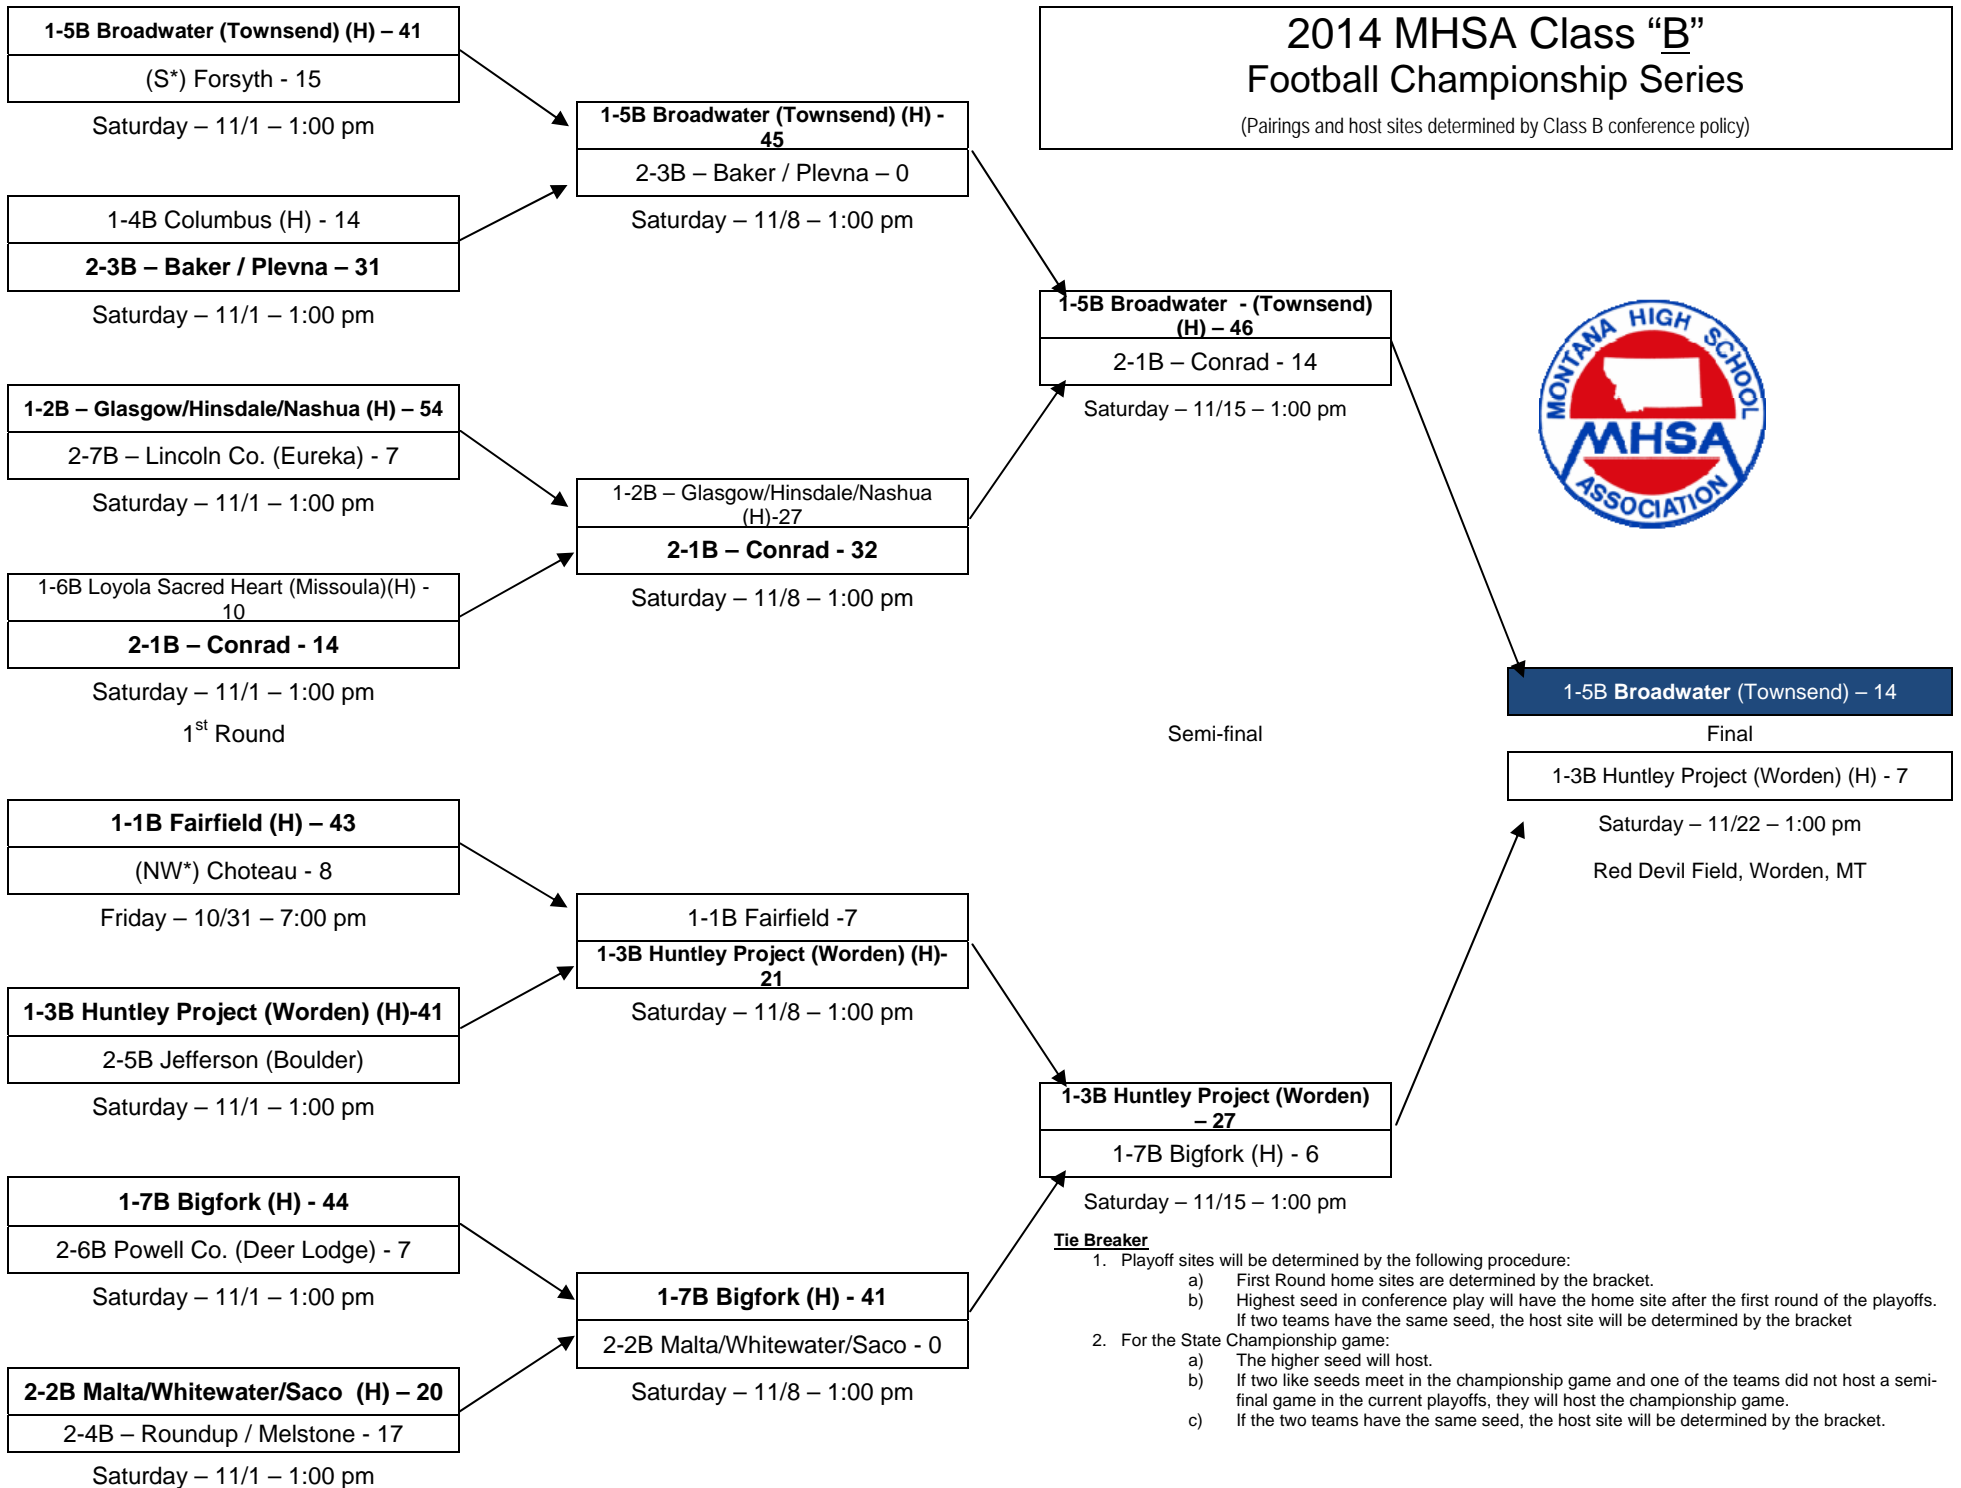 2014 MHSA Class “B”
Football Championship Series
(Pairings and host sites determined by Class B conference policy)
1-5B Broadwater (Townsend) (H) – 41
(S*) Forsyth - 15
Saturday – 11/1 – 1:00 pm
1-4B Columbus (H) - 14
2-3B – Baker / Plevna – 31
Saturday – 11/1 – 1:00 pm
1-2B – Glasgow/Hinsdale/Nashua (H) – 54
2-7B – Lincoln Co. (Eureka) - 7
Saturday – 11/1 – 1:00 pm
1-6B Loyola Sacred Heart (Missoula)(H) -
10
2-1B – Conrad - 14
Saturday – 11/1 – 1:00 pm
1st Round
1-1B Fairfield (H) – 43
(NW*) Choteau - 8
Friday – 10/31 – 7:00 pm
1-3B Huntley Project (Worden) (H)-41
2-5B Jefferson (Boulder)
Saturday – 11/1 – 1:00 pm
1-7B Bigfork (H) - 44
2-6B Powell Co. (Deer Lodge) - 7
Saturday – 11/1 – 1:00 pm
2-2B Malta/Whitewater/Saco (H) – 20
2-4B – Roundup / Melstone - 17
Saturday – 11/1 – 1:00 pm
1-5B Broadwater (Townsend) (H) -
45
2-3B – Baker / Plevna – 0
Saturday – 11/8 – 1:00 pm
1-2B – Glasgow/Hinsdale/Nashua
(H)-27
2-1B – Conrad - 32
Saturday – 11/8 – 1:00 pm
1-1B Fairfield -7
1-3B Huntley Project (Worden) (H)-
21
Saturday – 11/8 – 1:00 pm
1-7B Bigfork (H) - 41
2-2B Malta/Whitewater/Saco - 0
Saturday – 11/8 – 1:00 pm
1-5B Broadwater - (Townsend)
(H) – 46
2-1B – Conrad - 14
Saturday – 11/15 – 1:00 pm
Semi-final
1-3B Huntley Project (Worden)
– 27
1-7B Bigfork (H) - 6
Saturday – 11/15 – 1:00 pm
MONTANA HIGH SCHOOL
MHSA
ASSOCIATION
1-5B Broadwater (Townsend) – 14
Final
1-3B Huntley Project (Worden) (H) - 7
Saturday – 11/22 – 1:00 pm
Red Devil Field, Worden, MT
Tie Breaker
1. Playoff sites will be determined by the following procedure:
a) First Round home sites are determined by the bracket.
b) Highest seed in conference play will have the home site after the first round of the playoffs.
If two teams have the same seed, the host site will be determined by the bracket
2. For the State Championship game:
a) The higher seed will host.
b) If two like seeds meet in the championship game and one of the teams did not host a semi-
final game in the current playoffs, they will host the championship game.
c) If the two teams have the same seed, the host site will be determined by the bracket.